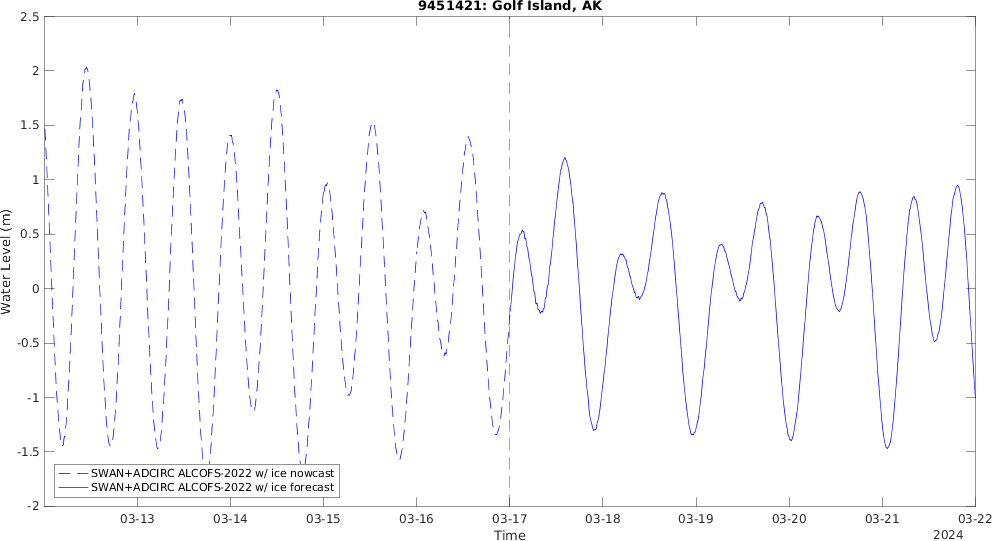 9451421: Golf Island, AK
2.5
2
1.5
1
0.5
0
-0.5
-1
-1.5
-2
Water Level (m)
SWAN+ADCIRC ALCOFS-2022 w/ ice nowcast
SWAN+ADCIRC ALCOFS-2022 w/ ice forecast
03-13 03-14 03-15 03-16 03-17 03-18 03-19 03-20 03-21 03-22
Time
2024